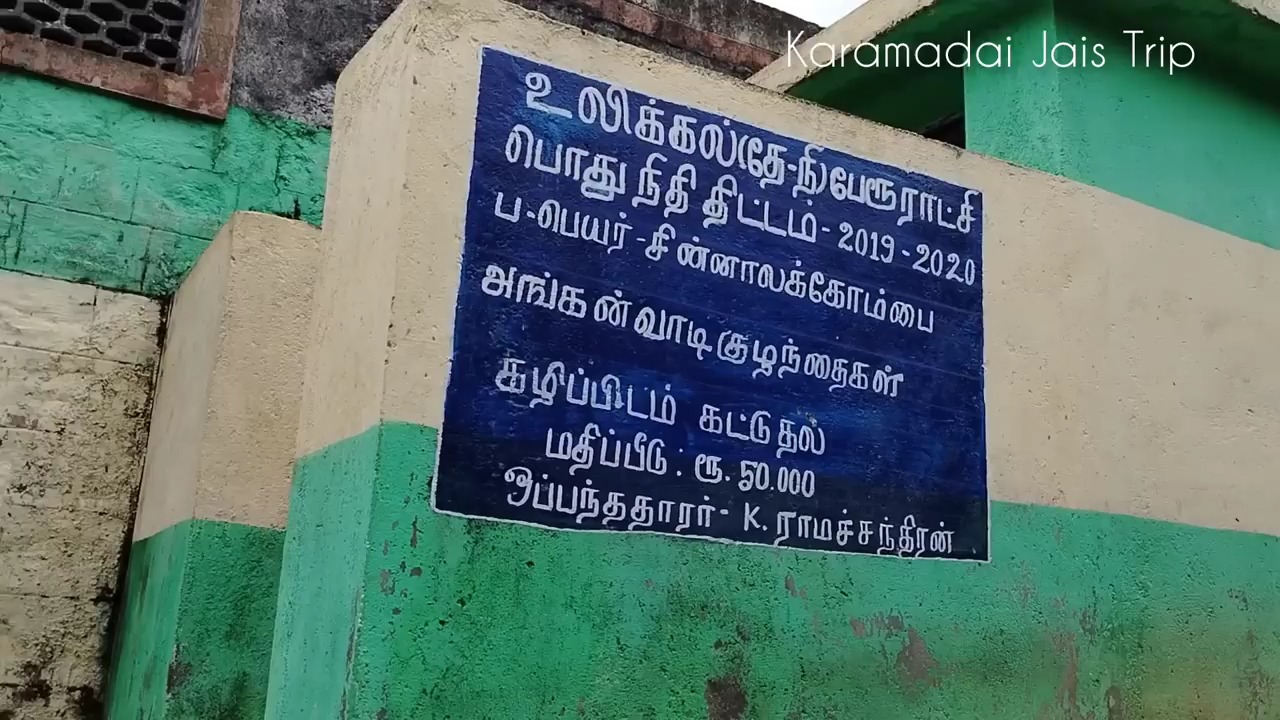 Karamadai Jais Trip
உலிக்கல்(தே-நி)பேரூராட்சி
பொது நிதி திட்டம் - 2019 - 2020
ப - பெயர் - சின்னாலக்கோம்பை
அங்கன்வாடி குழந்தைகள்
கழிப்பிடம் கட்டுதல்
மதிப்பீடு : ரூ. 50.000
ஒப்பந்ததாரர் - K. ராமச்சந்திரன்